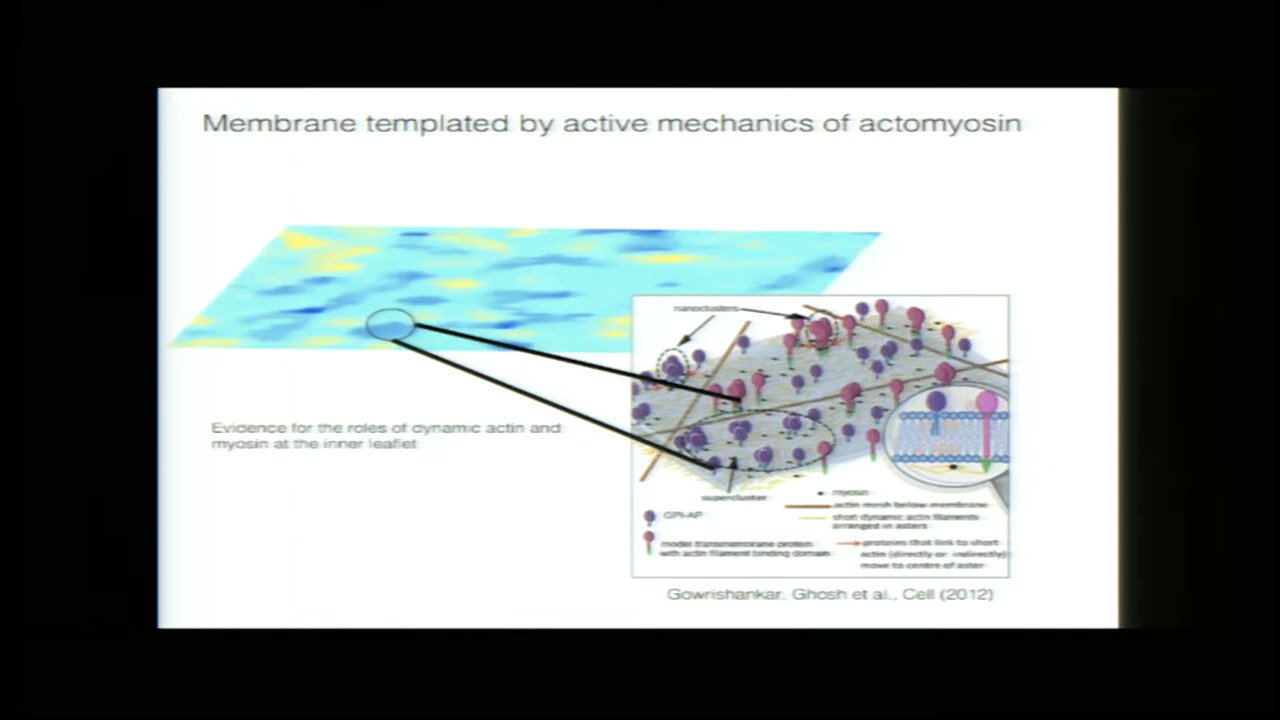 Membrane templated by active mechanics of actomyosin
nanoclusters
Evidence for the roles of dynamic actin and
myosin at the inner leaflet
supercluster
myosin
actin mesh below membrane
GPI-AP
short dynamic actin filaments
arranged in asters
model transmembrane protein
with actin filament binding domain
proteins that link to short
actin (directly or indirectly)
move to centre of aster
Gowrishankar, Ghosh et al., Cell (2012)